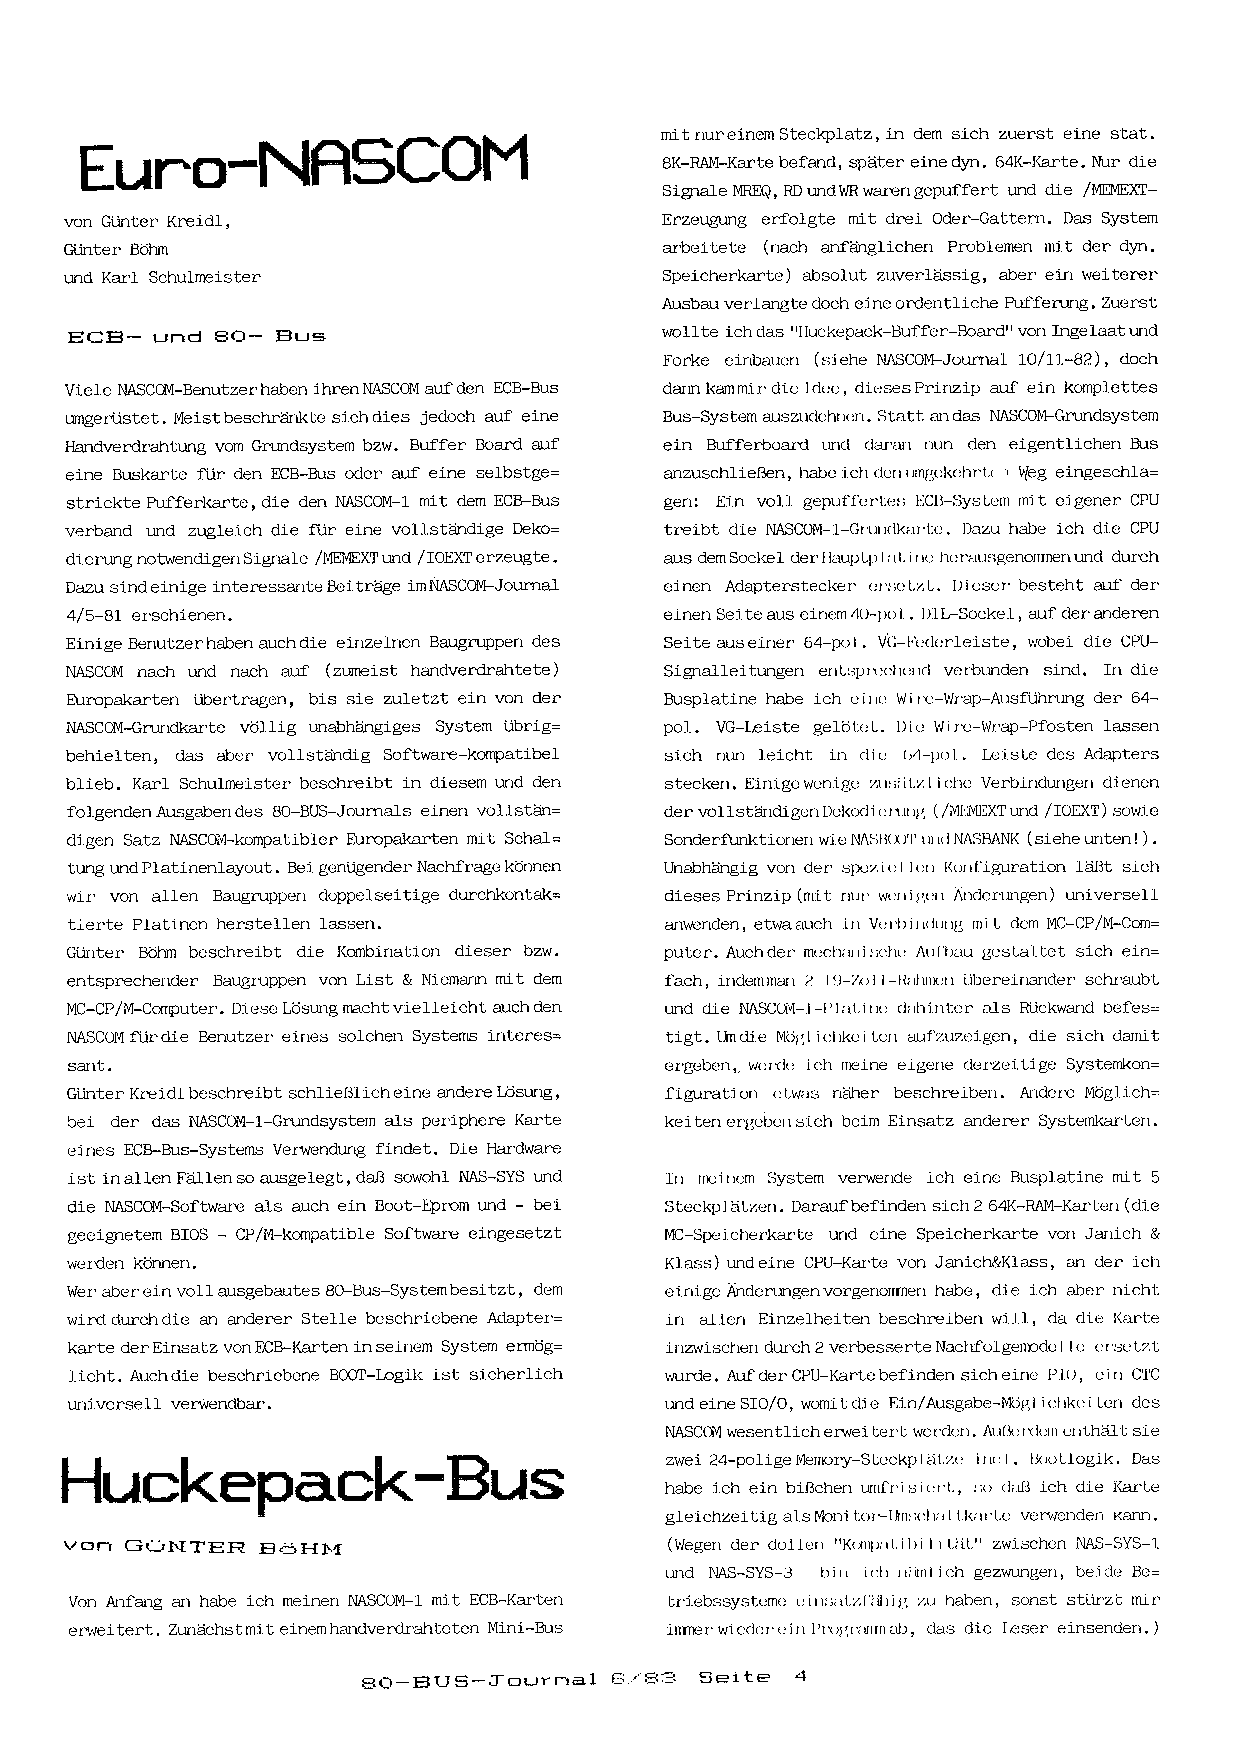 Euro-NASCOM
von Günter Kreidl,
Günter Böhm
und Karl Schulmeister
ECB- und 80- Bus
Viele NASCOM-Benutzer haben ihren NASCOM auf den ECB-Bus
umgerüstet. Meist beschränkte sich dies jedoch auf eine
Handverdrahtung vom Grundsystem bzw. Buffer Board auf
eine Buskarte für den ECB-Bus oder auf eine selbstge=
strickte Pufferkarte, die den NASCOM-1 mit dem ECB-Bus
verband und zugleich die für eine vollständige Deko=
dierung notwendigen Signale /MEMEXT und /IOEXT erzeugte.
Dazu sind einige interessante Beiträge im NASCOM-Journal
4/5-81 erschienen.
Einige Benutzer haben auch die einzelnen Baugruppen des
NASCOM nach und nach auf (zumeist handverdrahtete)
Europakarten übertragen, bis sie zuletzt ein von der
NASCOM-Grundkarte völlig unabhängiges System übrig=
behielten, das aber vollständig Software-kompatibel
blieb. Karl Schulmeister beschreibt in diesem und den
folgenden Ausgaben des 80-BUS-Journals einen vollstän=
digen Satz NASCOM-kompatibler Europakarten mit Schal=
tung und Platinenlayout. Bei genügender Nachfrage können
wir von allen Baugruppen doppelseitige durchkontak=
tierte Platinen herstellen lassen.
Günter Böhm beschreibt die Kombination dieser bzw.
entsprechender Baugruppen von List & Niemann mit dem
MC-CP/M-Computer. Diese Lösung macht vielleicht auch den
NASCOM für die Benutzer eines solchen Systems interes=
sant.
Günter Kreidl beschreibt schließlich eine andere Lösung,
bei der das NASCOM-1-Grundsystem als periphere Karte
eines ECB-Bus-Systems Verwendung findet. Die Hardware
ist in allen Fällen so ausgelegt, daß sowohl NAS-SYS und
die NASCOM-Software als auch ein Boot-Eprom und - bei
geeignetem BIOS - CP/M-kompatible Software eingesetzt
werden können.
Wer aber ein voll ausgebautes 80-Bus-System besitzt, dem
wird durch die an anderer Stelle beschriebene Adapter=
karte der Einsatz von ECB-Karten in seinem System ermög=
licht. Auch die beschriebene BOOT-Logik ist sicherlich
universell verwendbar.
Huckepack-Bus
von GÜNTER BÖHM
Von Anfang an habe ich meinen NASCOM-1 mit ECB-Karten
erweitert. Zunächst mit einem handverdrahteten Mini-Bus
mit nur einem Steckplatz, in dem sich zuerst eine stat.
8K-RAM-Karte befand, später eine dyn. 64K-Karte. Nur die
Signale MREQ, RD und WR waren gepuffert und die /MEMEXT-
Erzeugung erfolgte mit drei Oder-Gattern. Das System
arbeitete (nach anfänglichen Problemen mit der dyn.
Speicherkarte) absolut zuverlässig, aber ein weiterer
Ausbau verlangte doch eine ordentliche Pufferung. Zuerst
wollte ich das "Huckepack-Buffer-Board" von Ingelaat und
Forke einbauen (siehe NASCOM-Journal 10/11-82), doch
dann kam mir die Idee, dieses Prinzip auf ein komplettes
Bus-System auszudehnen. Statt an das NASCOM-Grundsystem
ein Bufferboard und daran nun den eigentlichen Bus
anzuschließen, habe ich den umgekehrten Weg eingeschla=
gen: Ein voll gepuffertes ECB-System mit eigener CPU
treibt die NASCOM-1-Grundkarte. Dazu habe ich die CPU
aus dem Sockel der Hauptplatine herausgenommen und durch
einen Adapterstecker ersetzt. Dieser besteht auf der
einen Seite aus einem 40-pol. DIL-Sockel, auf der anderen
Seite aus einer 64-pol. VG-Federleiste, wobei die CPU-
Signalleitungen entsprechend verbunden sind. In die
Busplatine habe ich eine Wire-Wrap-Ausführung der 64-
pol. VG-Leiste gelötet. Die Wire-Wrap-Pfosten lassen
sich nun leicht in die 64-pol. Leiste des Adapters
stecken. Einige wenige zusätzliche Verbindungen dienen
der vollständigen Dekodierung (/MEMEXT und /IOEXT) sowie
Sonderfunktionen wie NASBOOT und NASBANK (siehe unten!).
Unabhängig von der speziellen Konfiguration läßt sich
dieses Prinzip (mit nur wenigen Änderungen) universell
anwenden, etwa auch in Verbindung mit dem MC-CP/M-Com=
puter. Auch der mechanische Aufbau gestaltet sich ein=
fach, indem man 2 19-Zoll-Rahmen übereinander schraubt
und die NASCOM-1-Platine dahinter als Rückwand befes=
tigt. Um die Möglichkeiten aufzuzeigen, die sich damit
ergeben, werde ich meine eigene derzeitige Systemkon=
figuration etwas näher beschreiben. Andere Möglich=
keiten ergeben sich beim Einsatz anderer Systemkarten.
In meinem System verwende ich eine Busplatine mit 5
Steckplätzen. Darauf befinden sich 2 64K-RAM-Karten (die
MC-Speicherkarte und eine Speicherkarte von Janich &
Klass) und eine CPU-Karte von Janich&Klass, an der ich
einige Änderungen vorgenommen habe, die ich aber nicht
in allen Einzelheiten beschreiben will, da die Karte
inzwischen durch 2 verbesserte Nachfolgemodelle ersetzt
wurde. Auf der CPU-Karte befinden sich eine PIO, ein CTC
und eine SIO/O, womit die Ein/Ausgabe-Möglichkeiten des
NASCOM wesentlich erweitert werden. Außerdem enthält sie
zwei 24-polige Memory-Steckplätze incl. Bootlogik. Das
habe ich ein bißchen umfrisiert, so daß ich die Karte
gleichzeitig als Monitor-Umschaltkarte verwenden kann.
(Wegen der dollen "Kompatibilität" zwischen NAS-SYS-1
und NAS-SYS-3 bin ich nämlich gezwungen, beide Be=
triebssysteme einsatzfähig zu haben, sonst stürzt mir
immer wieder ein Programm ab, das die Leser einsenden.)
80-BUS-Journal 6/83 Seite 4